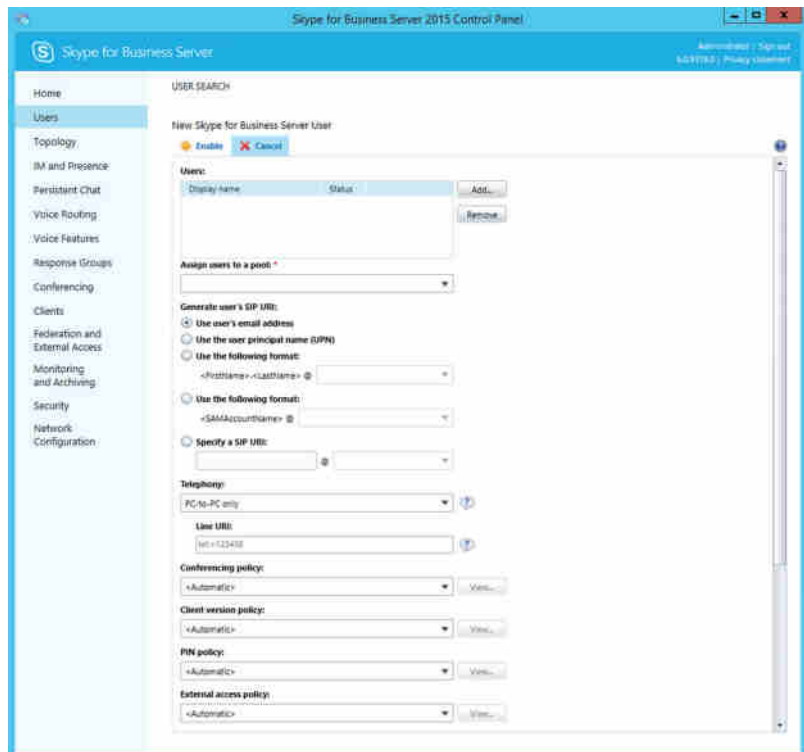 Skype for Business Server 2015 Control Panel
Skype for Business Server
Administrator | Sign out
Privacy statement
Home
Users
Topology
IM and Presence
Persistent Chat
Voice Routing
Voice Features
Response Groups
Conferencing
Clients
Federation and
External Access
Monitoring
and Archiving
Security
Network
Configuration
USER SEARCH
New Skype for Business Server User
Enable Cancel
Users:
Display name Status
Add...
Remove
Assign users to a pool: *
Generate user's SIP URI:
Use user's email address
Use the user principal name (UPN)
Use the following format:
<FirstName>.<LastName> @
Use the following format:
<SAMAccountName> @
Specify a SIP URI:
@
Telephony:
PC-to-PC only
Line URI:
tel:+123456
Conferencing policy:
<Automatic> View...
Client version policy:
<Automatic> View...
PIN policy:
<Automatic> View...
External access policy:
<Automatic> View...